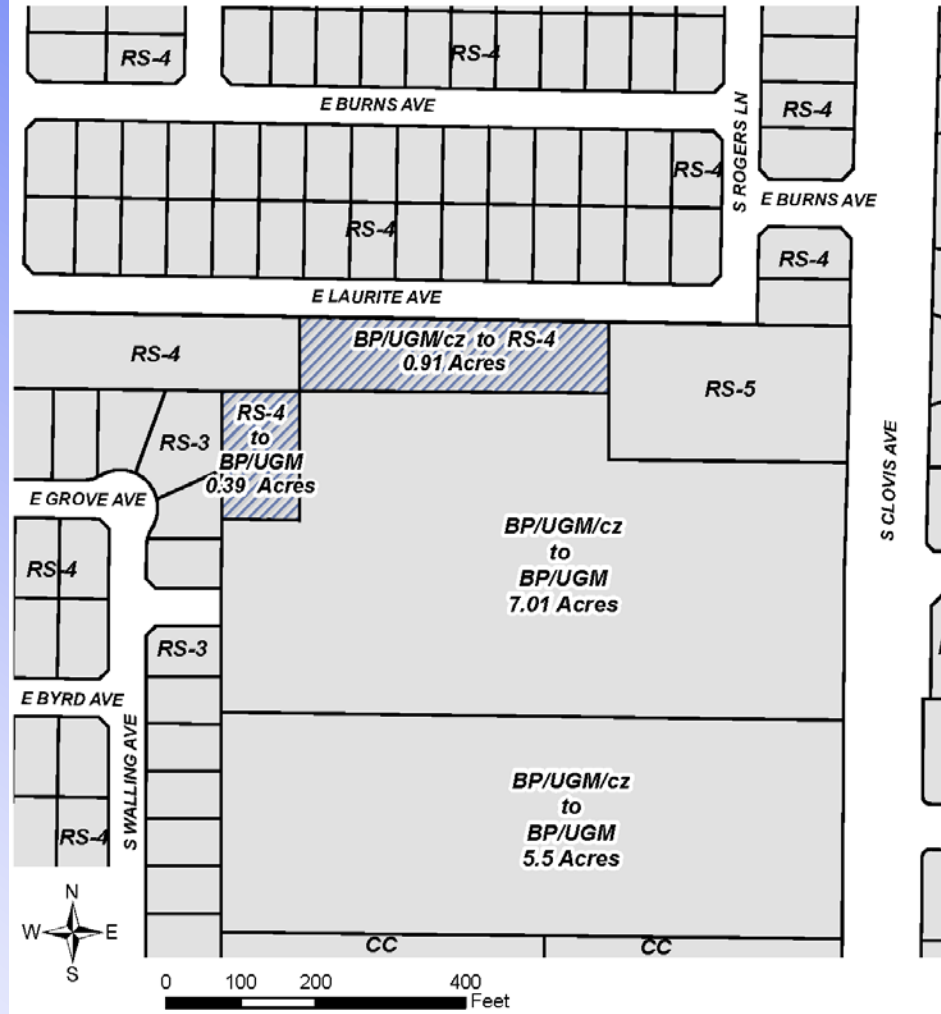 RS-4
RS-4
E BURNS AVE
S ROGERS LN
RS-4
RS-4
E BURNS AVE
RS-4
RS-4
E LAURITE AVE
RS-4
BP/UGM/cz to RS-4
0.91 Acres
RS-5
RS-3
RS-4
to
BP/UGM
0.39 Acres
E GROVE AVE
S CLOVIS AVE
BP/UGM/cz
to
BP/UGM
7.01 Acres
RS-4
RS-3
E BYRD AVE
S WALLING AVE
BP/UGM/cz
to
BP/UGM
5.5 Acres
RS-4
N
W E
S
CC
CC
0 100 200 400
Feet